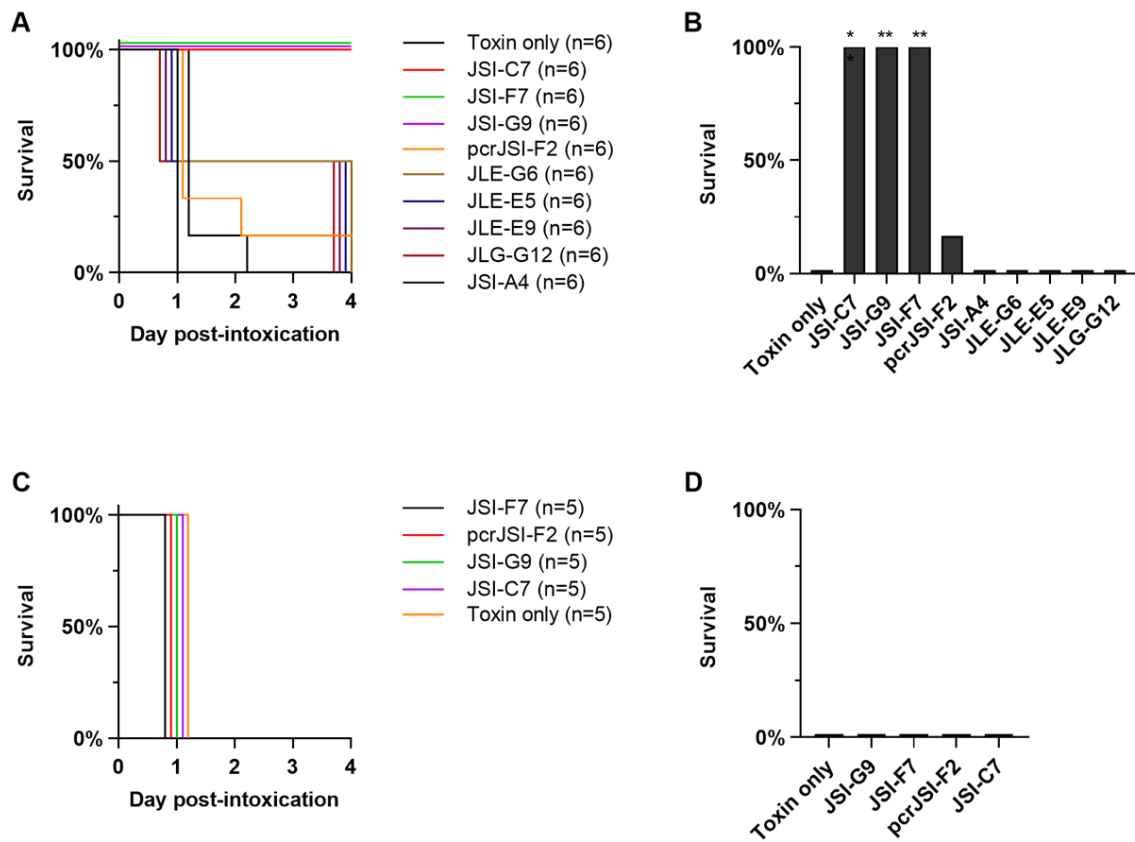 A
100%
50%
0%
Survival
0
1
2
3
4
Day post-intoxication
Toxin only (n=6)
JSI-C7 (n=6)
JSI-F7 (n=6)
JSI-G9 (n=6)
pcrJSI-F2 (n=6)
JLE-G6 (n=6)
JLE-E5 (n=6)
JLE-E9 (n=6)
JLG-G12 (n=6)
JSI-A4 (n=6)
B
100%
50%
0%
Survival
*
*
**
**
Toxin only
JSI-C7
JSI-G9
JSI-F7
pcrJSI-F2
JSI-A4
JLE-G6
JLE-E5
JLE-E9
JLG-G12
C
100%
50%
0%
Survival
0
1
2
3
4
Day post-intoxication
JSI-F7 (n=5)
pcrJSI-F2 (n=5)
JSI-G9 (n=5)
JSI-C7 (n=5)
Toxin only (n=5)
D
100%
50%
0%
Survival
Toxin only
JSI-G9
JSI-F7
pcrJSI-F2
JSI-C7